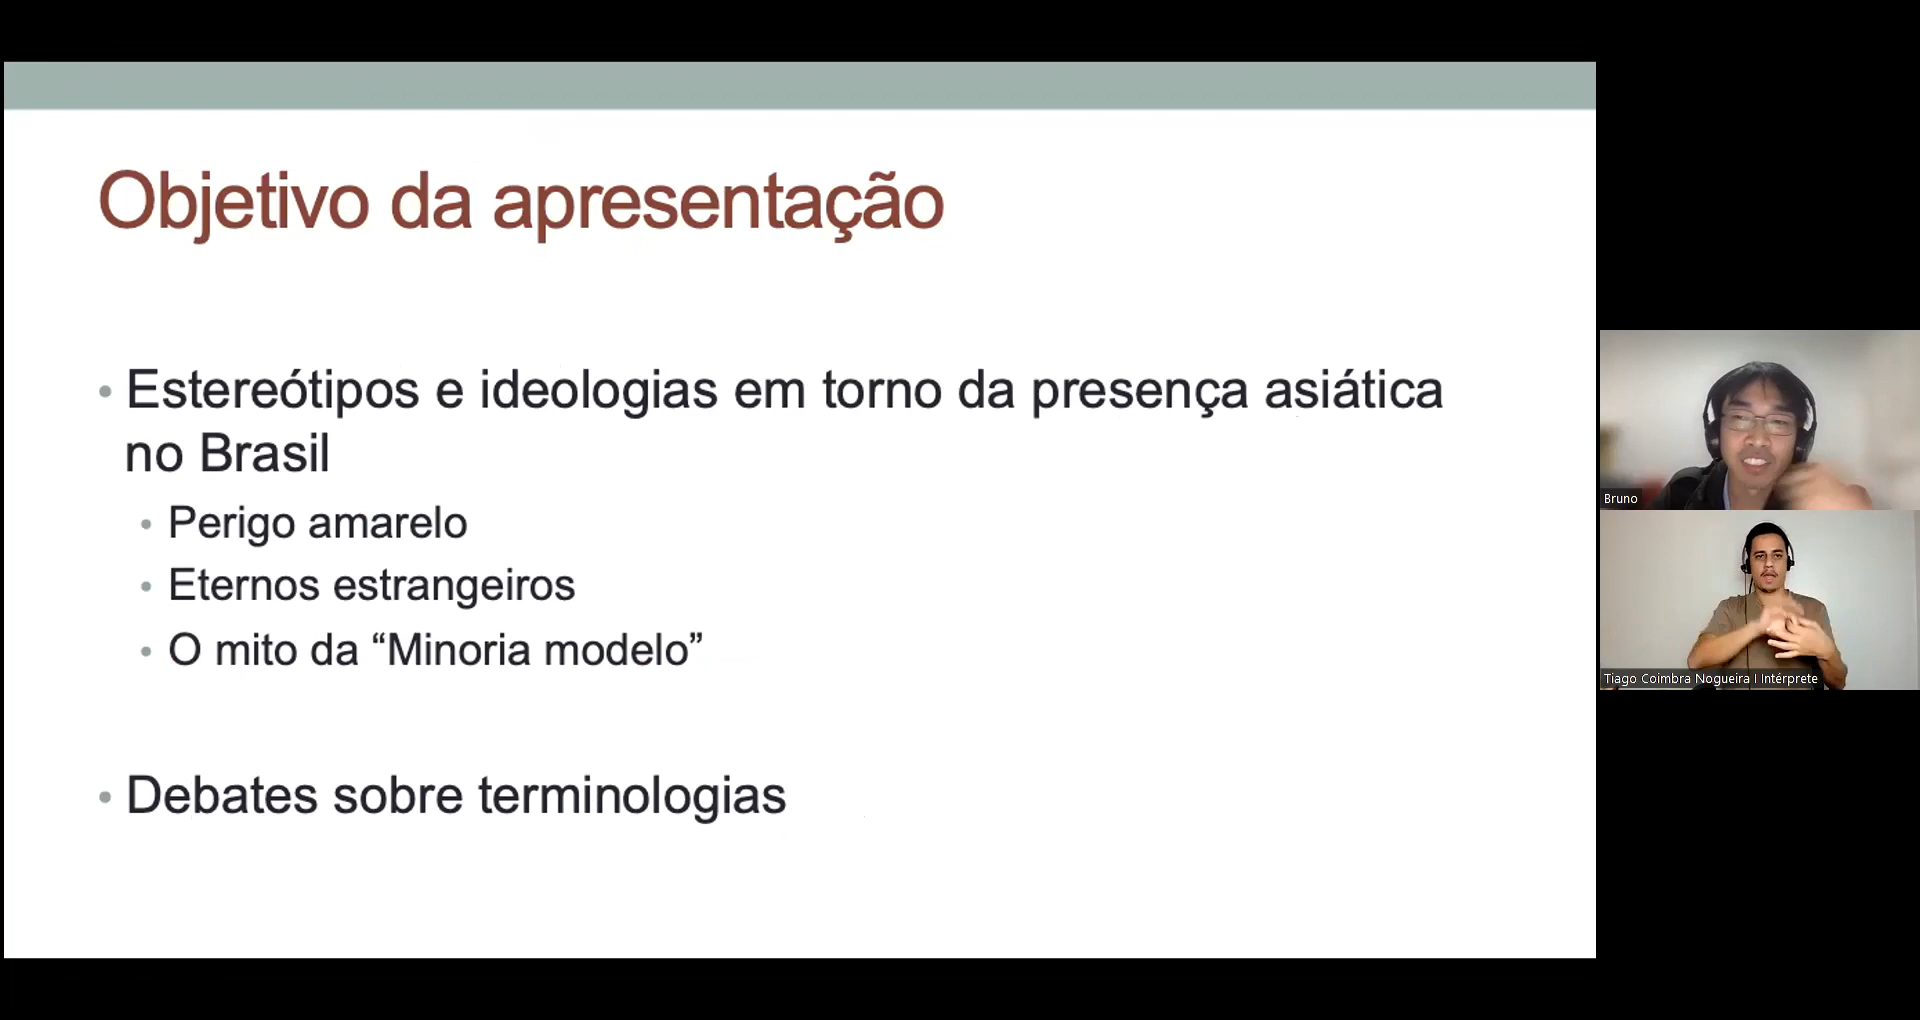 Objetivo da apresentação
• Estereótipos e ideologias em torno da presença asiática
no Brasil
• Perigo amarelo
• Eternos estrangeiros
• O mito da “Minoria modelo”
• Debates sobre terminologias
Bruno
Tiago Coimbra Nogueira I Intérprete